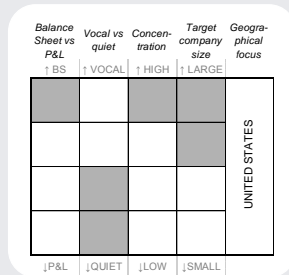 Balance Sheet vs P&L
Vocal vs quiet
Concen-tration
Target company size
Geogra-phical focus
↑ BS
↑ VOCAL
↑ HIGH
↑ LARGE
UNITED STATES
↓P&L
↓QUIET
↓LOW
↓SMALL